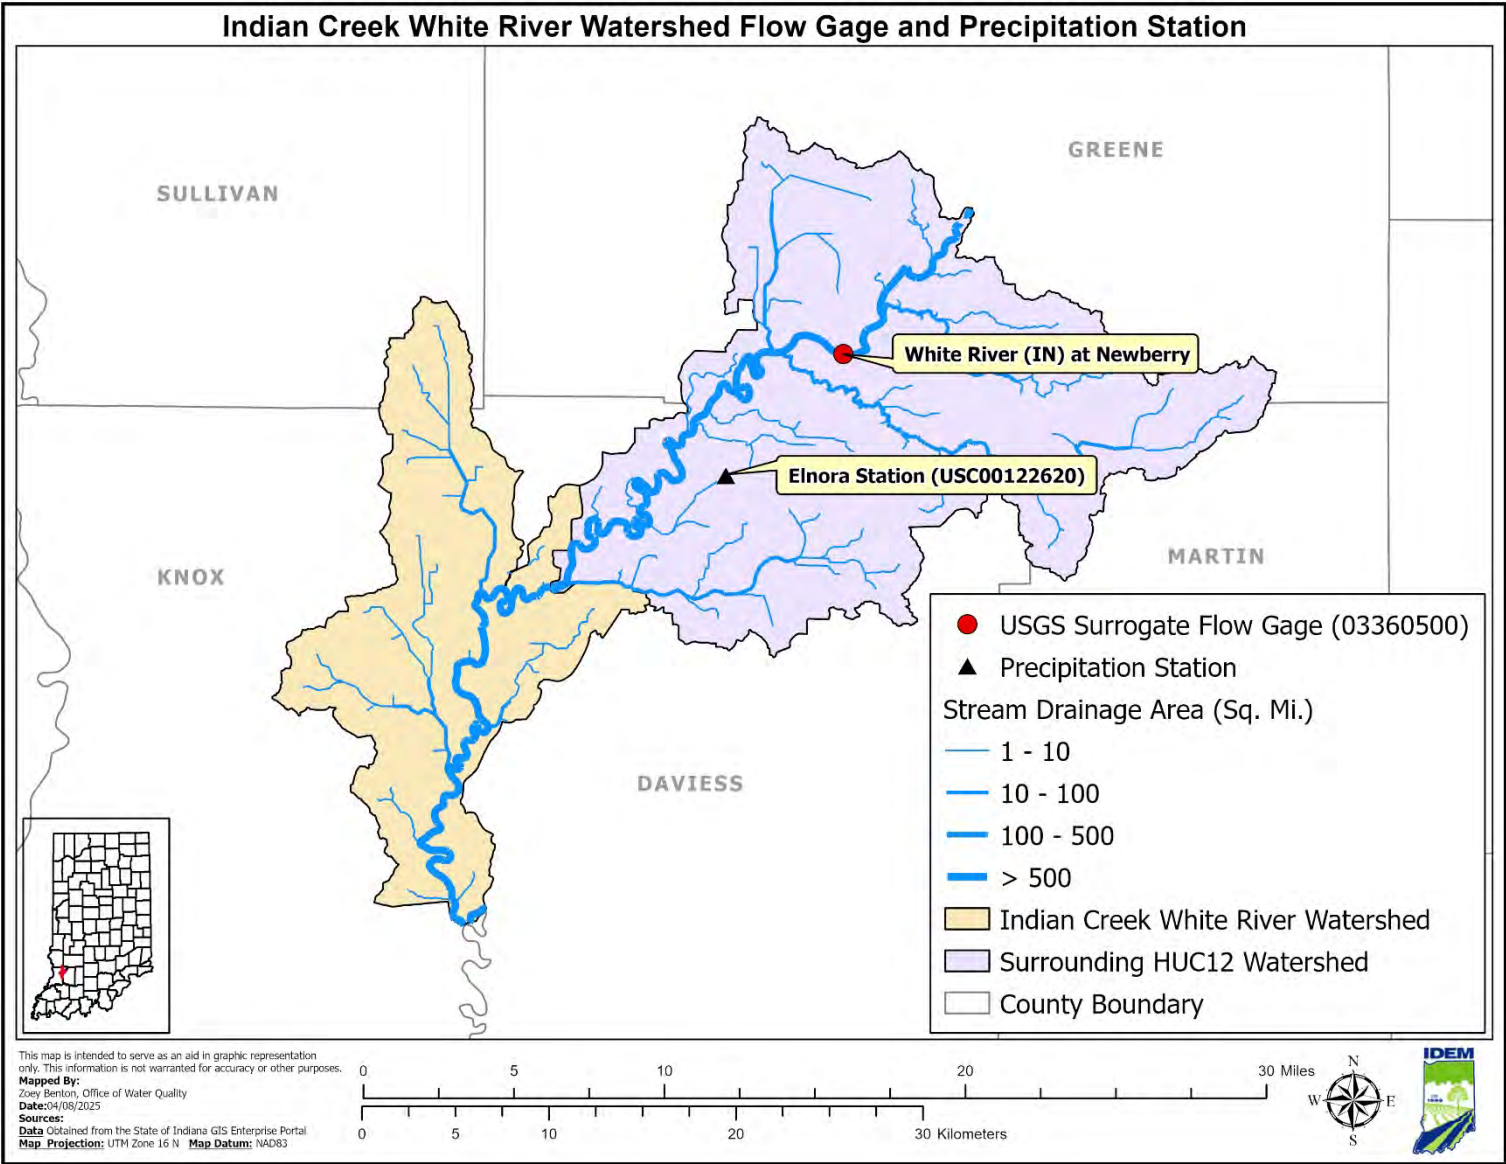 Indian Creek White River Watershed Flow Gage and Precipitation Station
GREENE
SULLIVAN
White River (IN) at Newberry
Elnora Station (USC00122620)
KNOX
MARTIN
DAVIESS
USGS Surrogate Flow Gage (03360500)
Precipitation Station
Stream Drainage Area (Sq. Mi.)
1 - 10
10 - 100
100 - 500
> 500
Indian Creek White River Watershed
Surrounding HUC12 Watershed
County Boundary
This map is intended to serve as an aid in graphic representation
only. This information is not warranted for accuracy or other purposes.
Mapped By:
Zoey Benton, Office of Water Quality
Date:04/08/2025
Sources:
Data Obtained from the State of Indiana GIS Enterprise Portal
Map Projection: UTM Zone 16 N Map Datum: NAD83
0 5 10 20 30 Miles
0 5 10 20 30 Kilometers
N
W E
S
IDEM